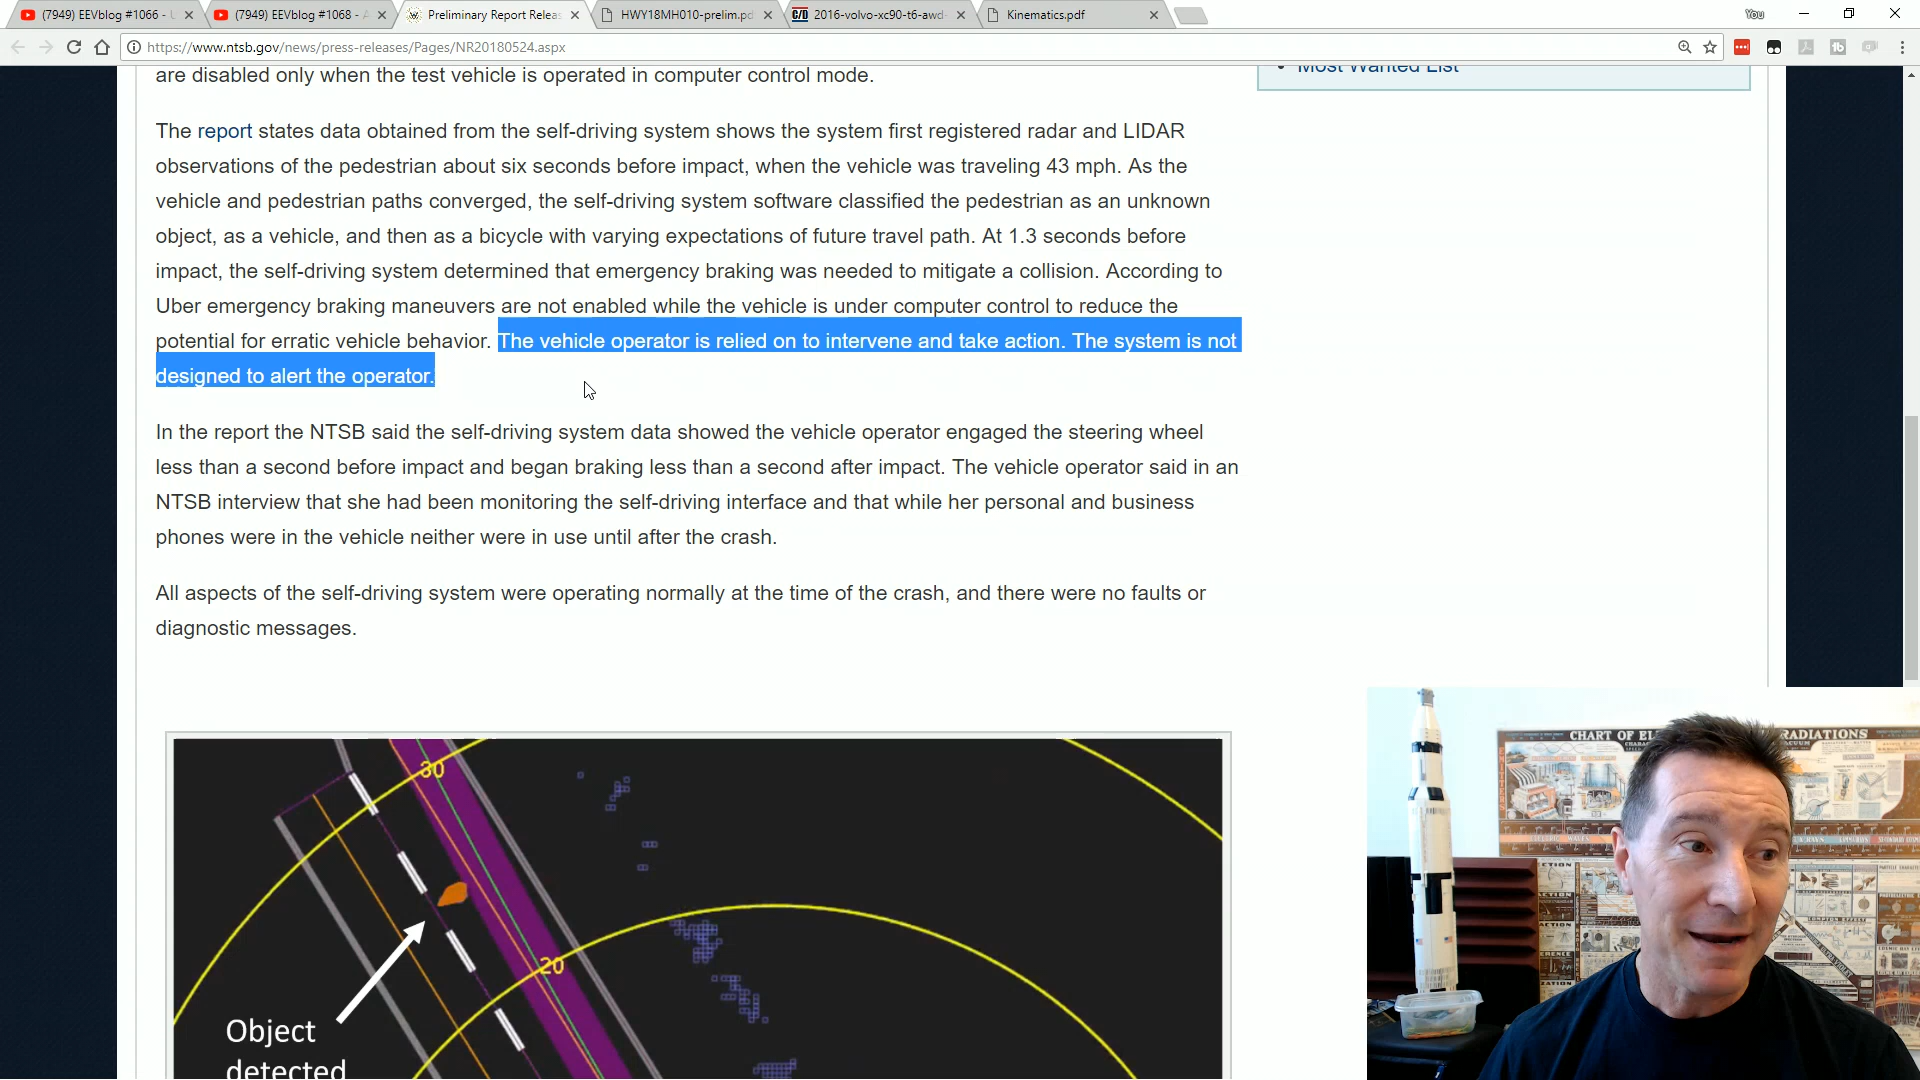 (7949) EEVblog #1066 - U
(7949) EEVblog #1068 - A
Preliminary Report Relea
HWY18MH010-prelim.pd
C/D 2016-volvo-xc90-t6-awd-
Kinematics.pdf
You
https://www.ntsb.gov/news/press-releases/Pages/NR20180524.aspx
are disabled only when the test vehicle is operated in computer control mode.
Most Wanted List
The report states data obtained from the self-driving system shows the system first registered radar and LIDAR
observations of the pedestrian about six seconds before impact, when the vehicle was traveling 43 mph. As the
vehicle and pedestrian paths converged, the self-driving system software classified the pedestrian as an unknown
object, as a vehicle, and then as a bicycle with varying expectations of future travel path. At 1.3 seconds before
impact, the self-driving system determined that emergency braking was needed to mitigate a collision. According to
Uber emergency braking maneuvers are not enabled while the vehicle is under computer control to reduce the
potential for erratic vehicle behavior. The vehicle operator is relied on to intervene and take action. The system is not
designed to alert the operator.
In the report the NTSB said the self-driving system data showed the vehicle operator engaged the steering wheel
less than a second before impact and began braking less than a second after impact. The vehicle operator said in an
NTSB interview that she had been monitoring the self-driving interface and that while her personal and business
phones were in the vehicle neither were in use until after the crash.
All aspects of the self-driving system were operating normally at the time of the crash, and there were no faults or
diagnostic messages.
30
20
Object
detected
CHART OF EL
RADIATIONS